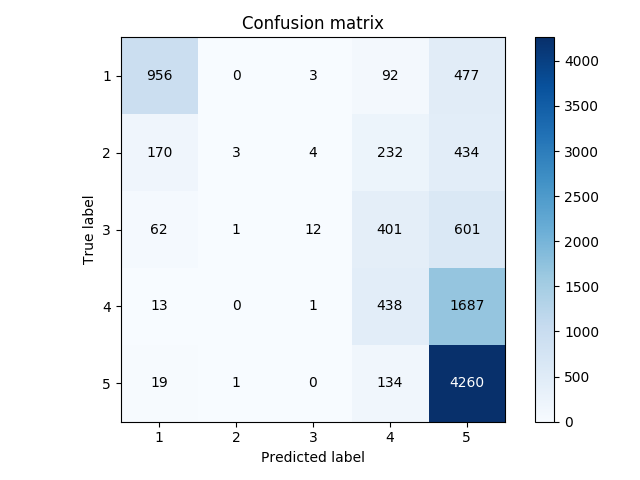 Confusion matrix
1 956 0 3 92 477
2 170 3 4 232 434
3 62 1 12 401 601
4 13 0 1 438 1687
5 19 1 0 134 4260
1 2 3 4 5
True label
Predicted label
4000
3500
3000
2500
2000
1500
1000
500
0